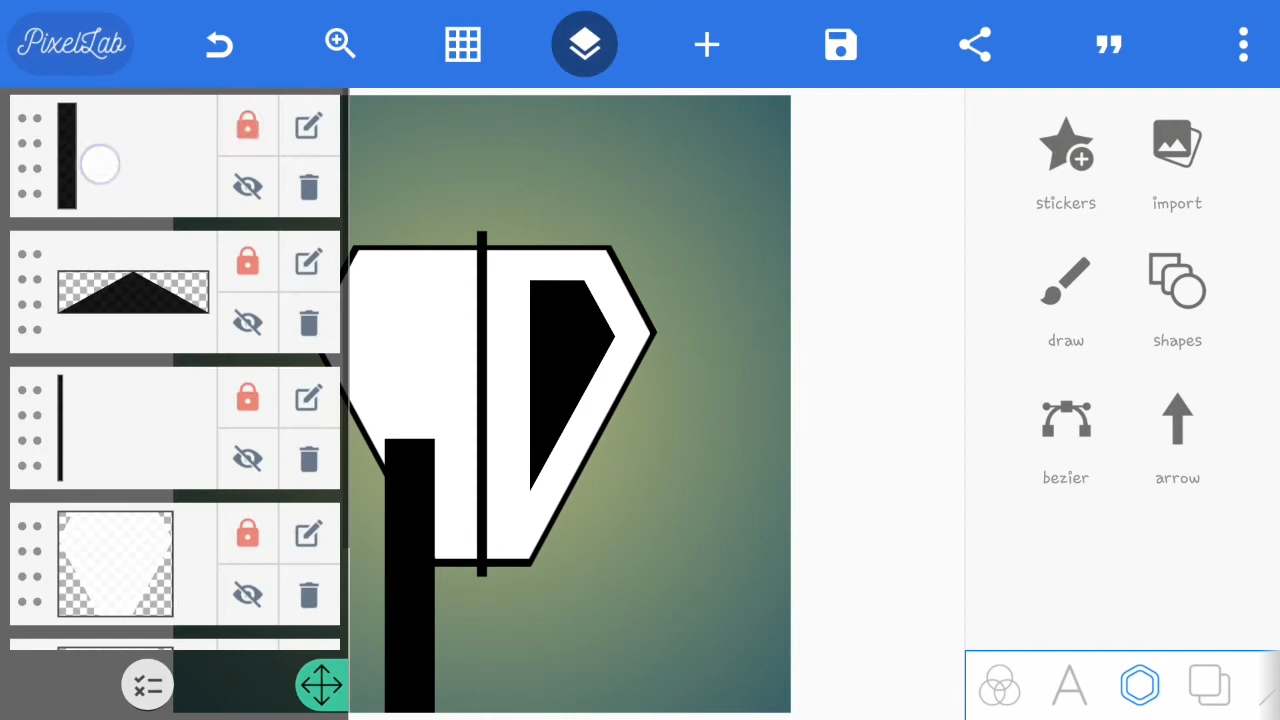 PixelLab
stickers
import
draw
shapes
bezier
arrow